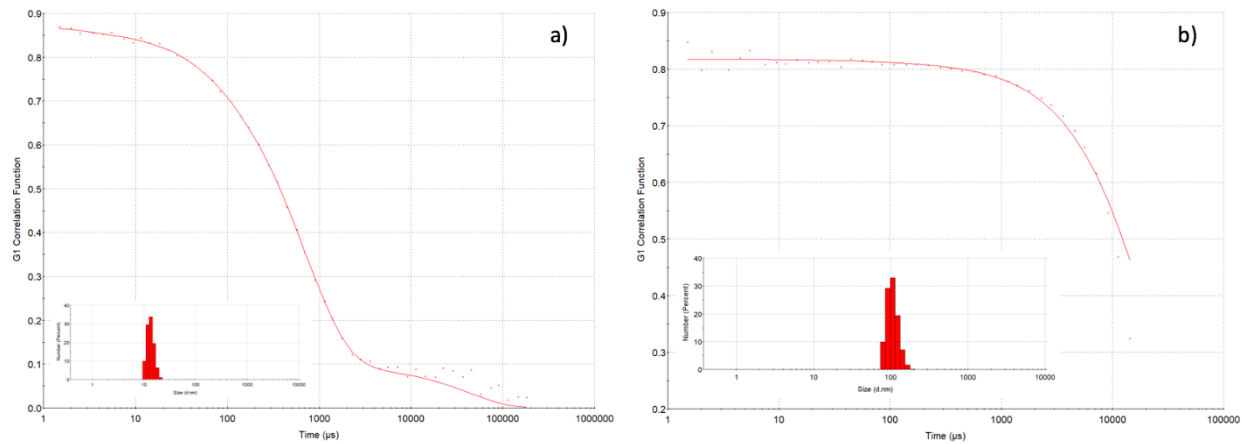 a)
G1 Correlation Function
0.9
0.8
0.7
0.6
0.5
0.4
0.3
0.2
0.1
0.0
1 10 100 1000 10000 100000 1000000
Time (µs)
Number (Percent)
40
30
20
10
0
1 10 100 1000 10000
Size (d.nm)
b)
G1 Correlation Function
0.9
0.8
0.7
0.6
0.5
0.4
0.3
0.2
1 10 100 1000 10000 100000
Time (µs)
Number (Percent)
40
30
20
10
0
1 10 100 1000 10000
Size (d.nm)